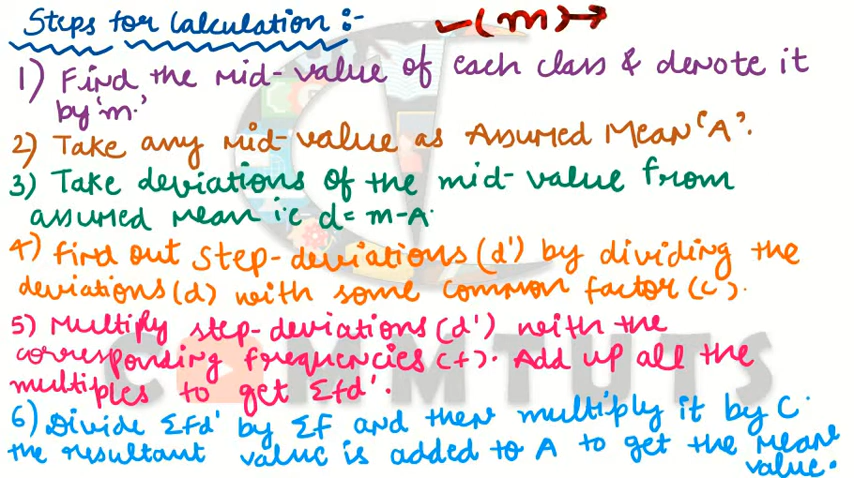 Steps for Calculation :-
✓(m)→
1) Find the mid-value of each class & denote it
by 'm.'
2) Take any mid-value as Assumed Mean 'A'.
3) Take deviations of the mid-value from
assumed mean i.e d= m-A.
4) Find out step-deviations (d') by dividing the
deviations (d) with some common factor (c).
5) Multiply step-deviations (d') with the
corresponding frequencies (f). Add up all the
multiples to get Σfd'.
6) Divide Σfd' by ΣF and then multiply it by C.
the resultant value is added to A to get the mean
value.
COMMTUTS